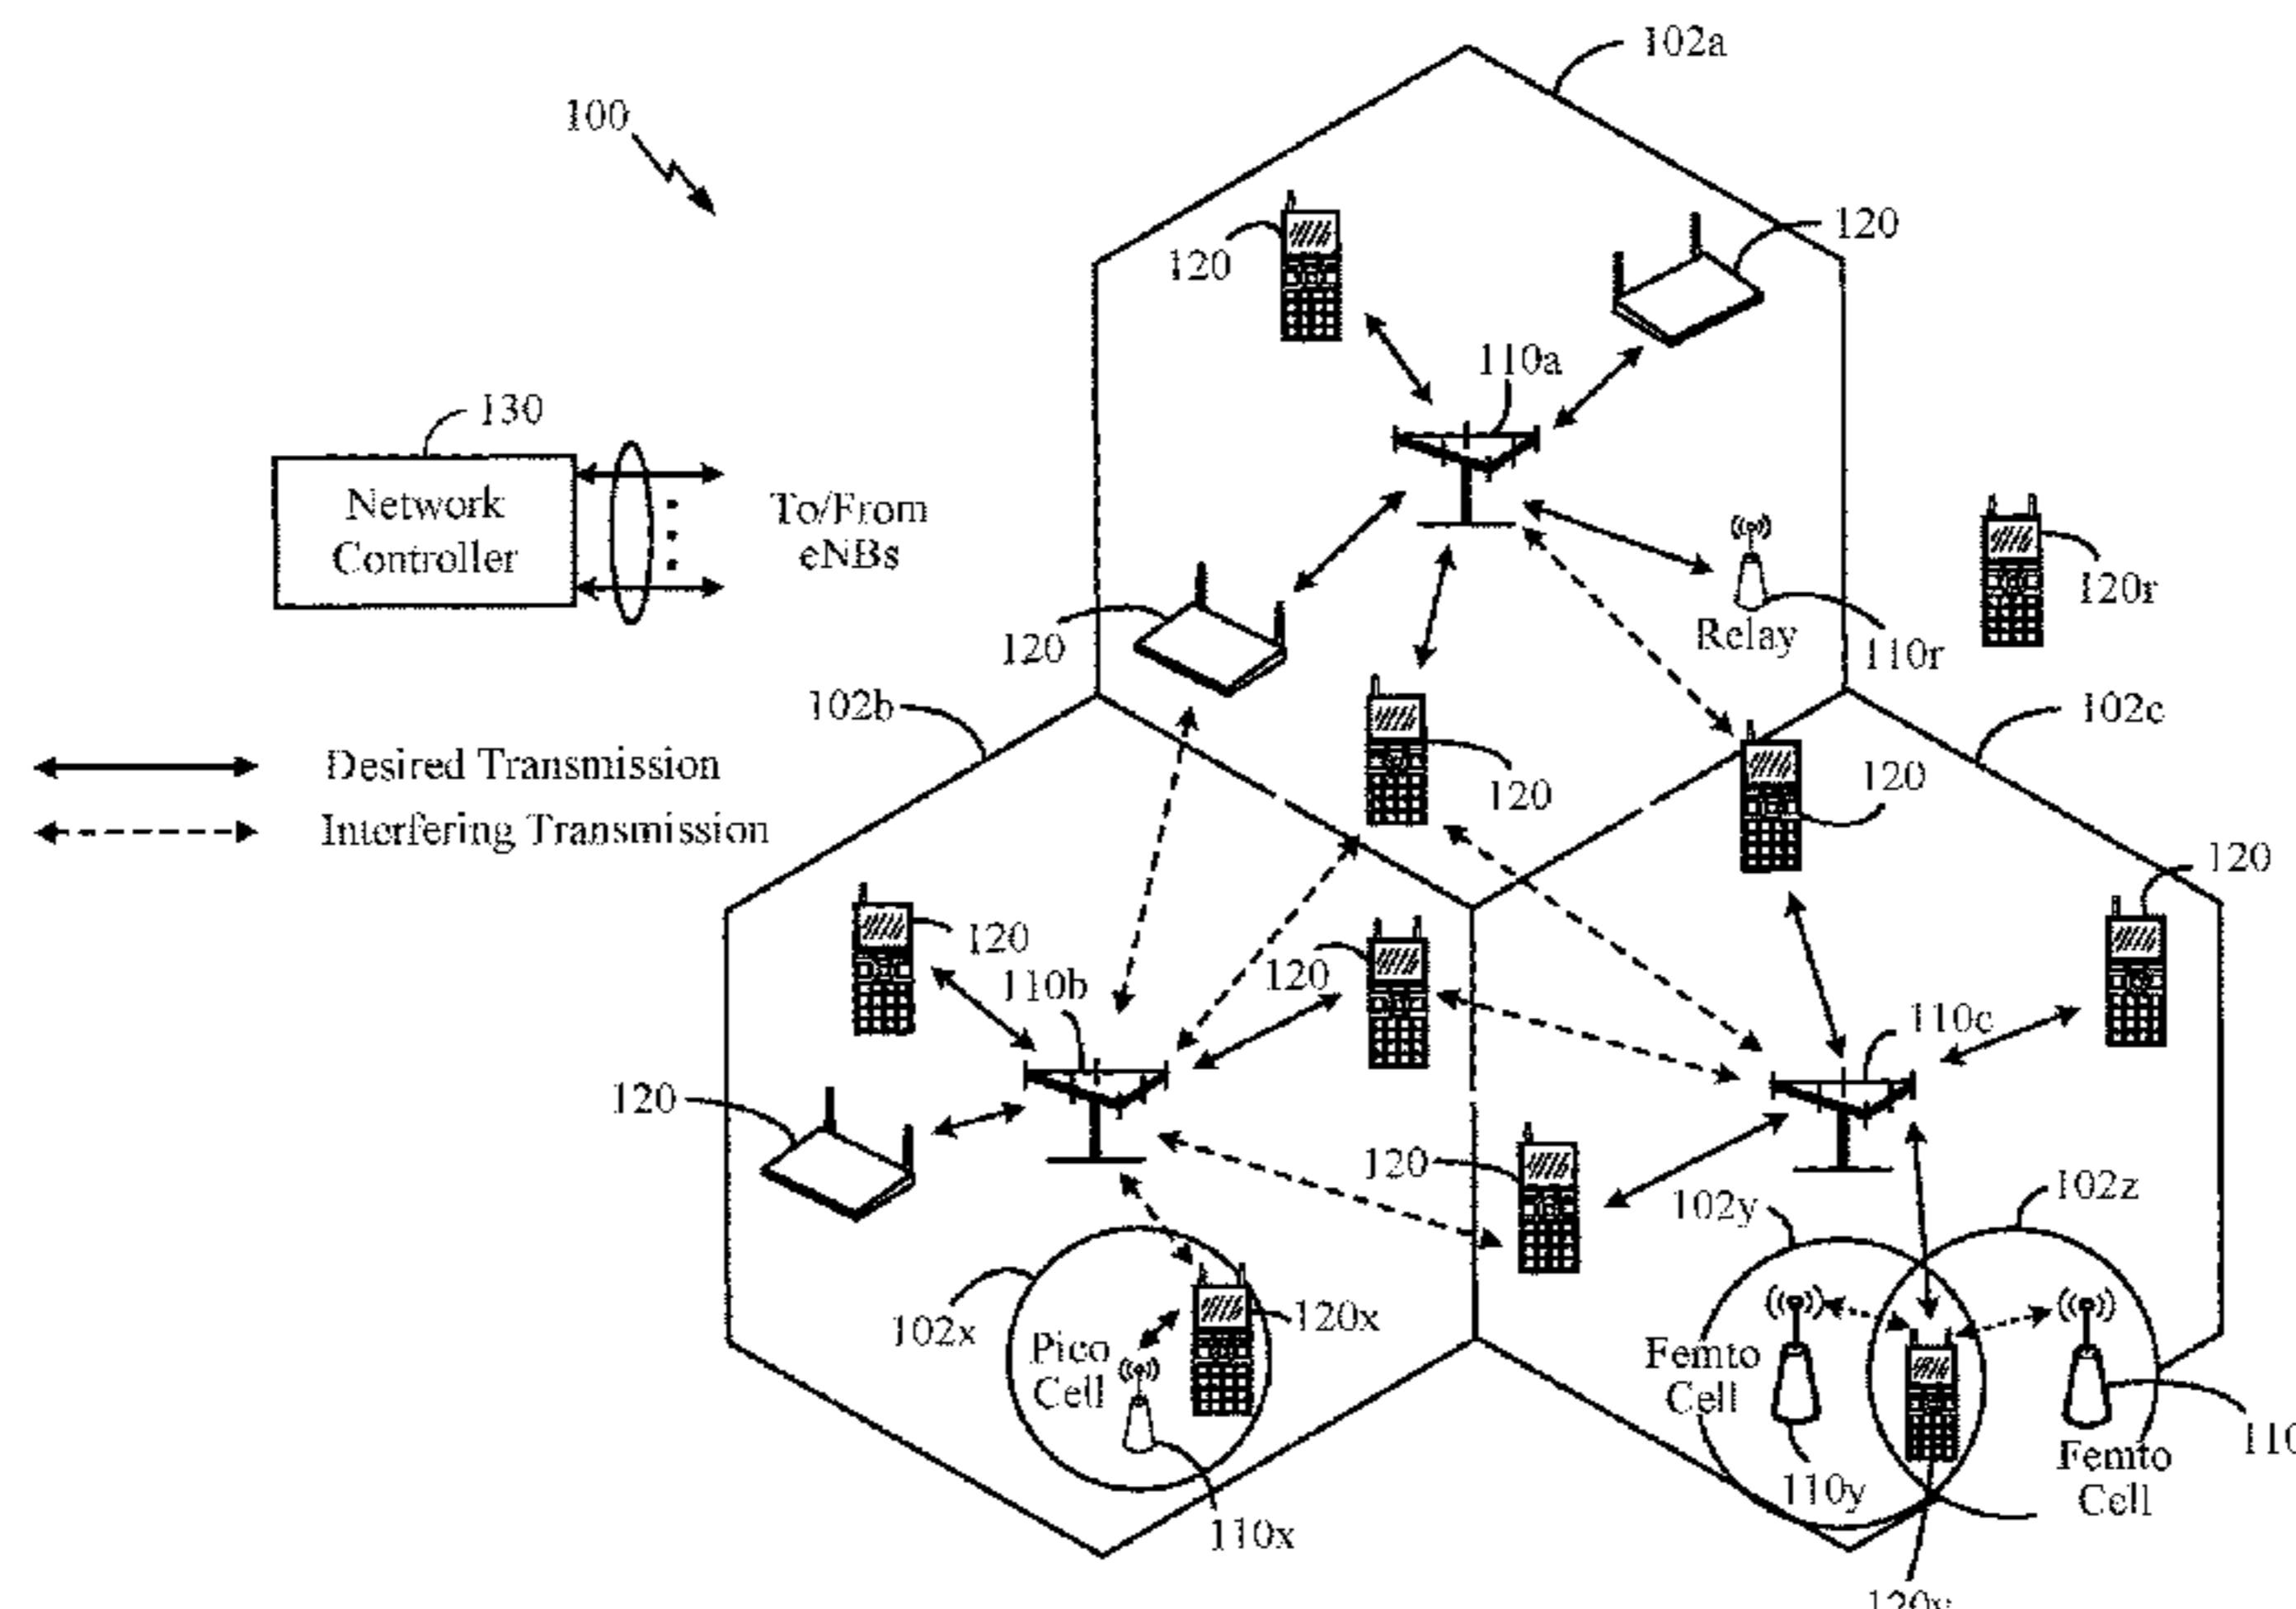 102a
100
120
120
110a
130
Network
Controller
To/From
eNBs
120r
120
Relay
110r
102b
102c
Desired Transmission
120
120
Interfering Transmission
120
120
120
110b
110c
120
120
102y
102z
102x
120x
Pico
Cell
Femto
Cell
110y
Femto
Cell
110x